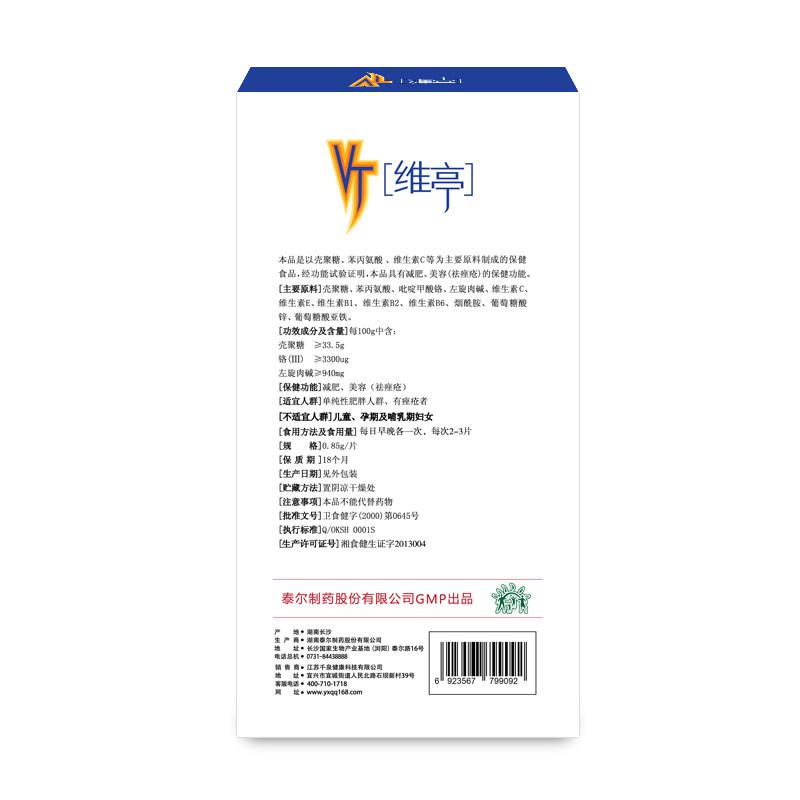 VT[维亭]
本品是以壳聚糖、苯丙氨酸、维生素C等为主要原料制成的保健
食品,经功能试验证明,本品具有减肥、美容(祛痤疮)的保健功能。
[主要原料]壳聚糖、苯丙氨酸、吡啶甲酸铬、左旋肉碱、维生素C、
维生素E、维生素B1、维生素B2、维生素B6、烟酰胺、葡萄糖酸
锌、葡萄糖酸亚铁。
[功效成分及含量]每100g中含:
壳聚糖 ≥33.5g
铬(Ⅲ) ≥3300ug
左旋肉碱≥940mg
[保健功能]减肥、美容（祛痤疮）
[适宜人群]单纯性肥胖人群、有痤疮者
[不适宜人群]儿童、孕期及哺乳期妇女
[食用方法及食用量] 每日早晚各一次，每次2-3片
[规 格]0.85g/片
[保 质 期]18个月
[生产日期]见外包装
[贮藏方法]置阴凉干燥处
[注意事项]本品不能代替药物
[批准文号]卫食健字(2000)第0645号
[执行标准]Q/OKSH 0001S
[生产许可证号]湘食健生证字2013004
泰尔制药股份有限公司GMP出品
产 地● 湖南长沙
生 产 商● 湖南泰尔制药股份有限公司
地 址● 长沙国家生物产业基地 (浏阳) 泰尔路16号
电话总机● 0731-84438888
销 售 商● 江苏千泉健康科技有限公司
地 址● 宜兴市宜城街道人民北路石坝新村39号
客服电话● 400-710-1718
网 址● www.yxqq168.com
6 923567 799092